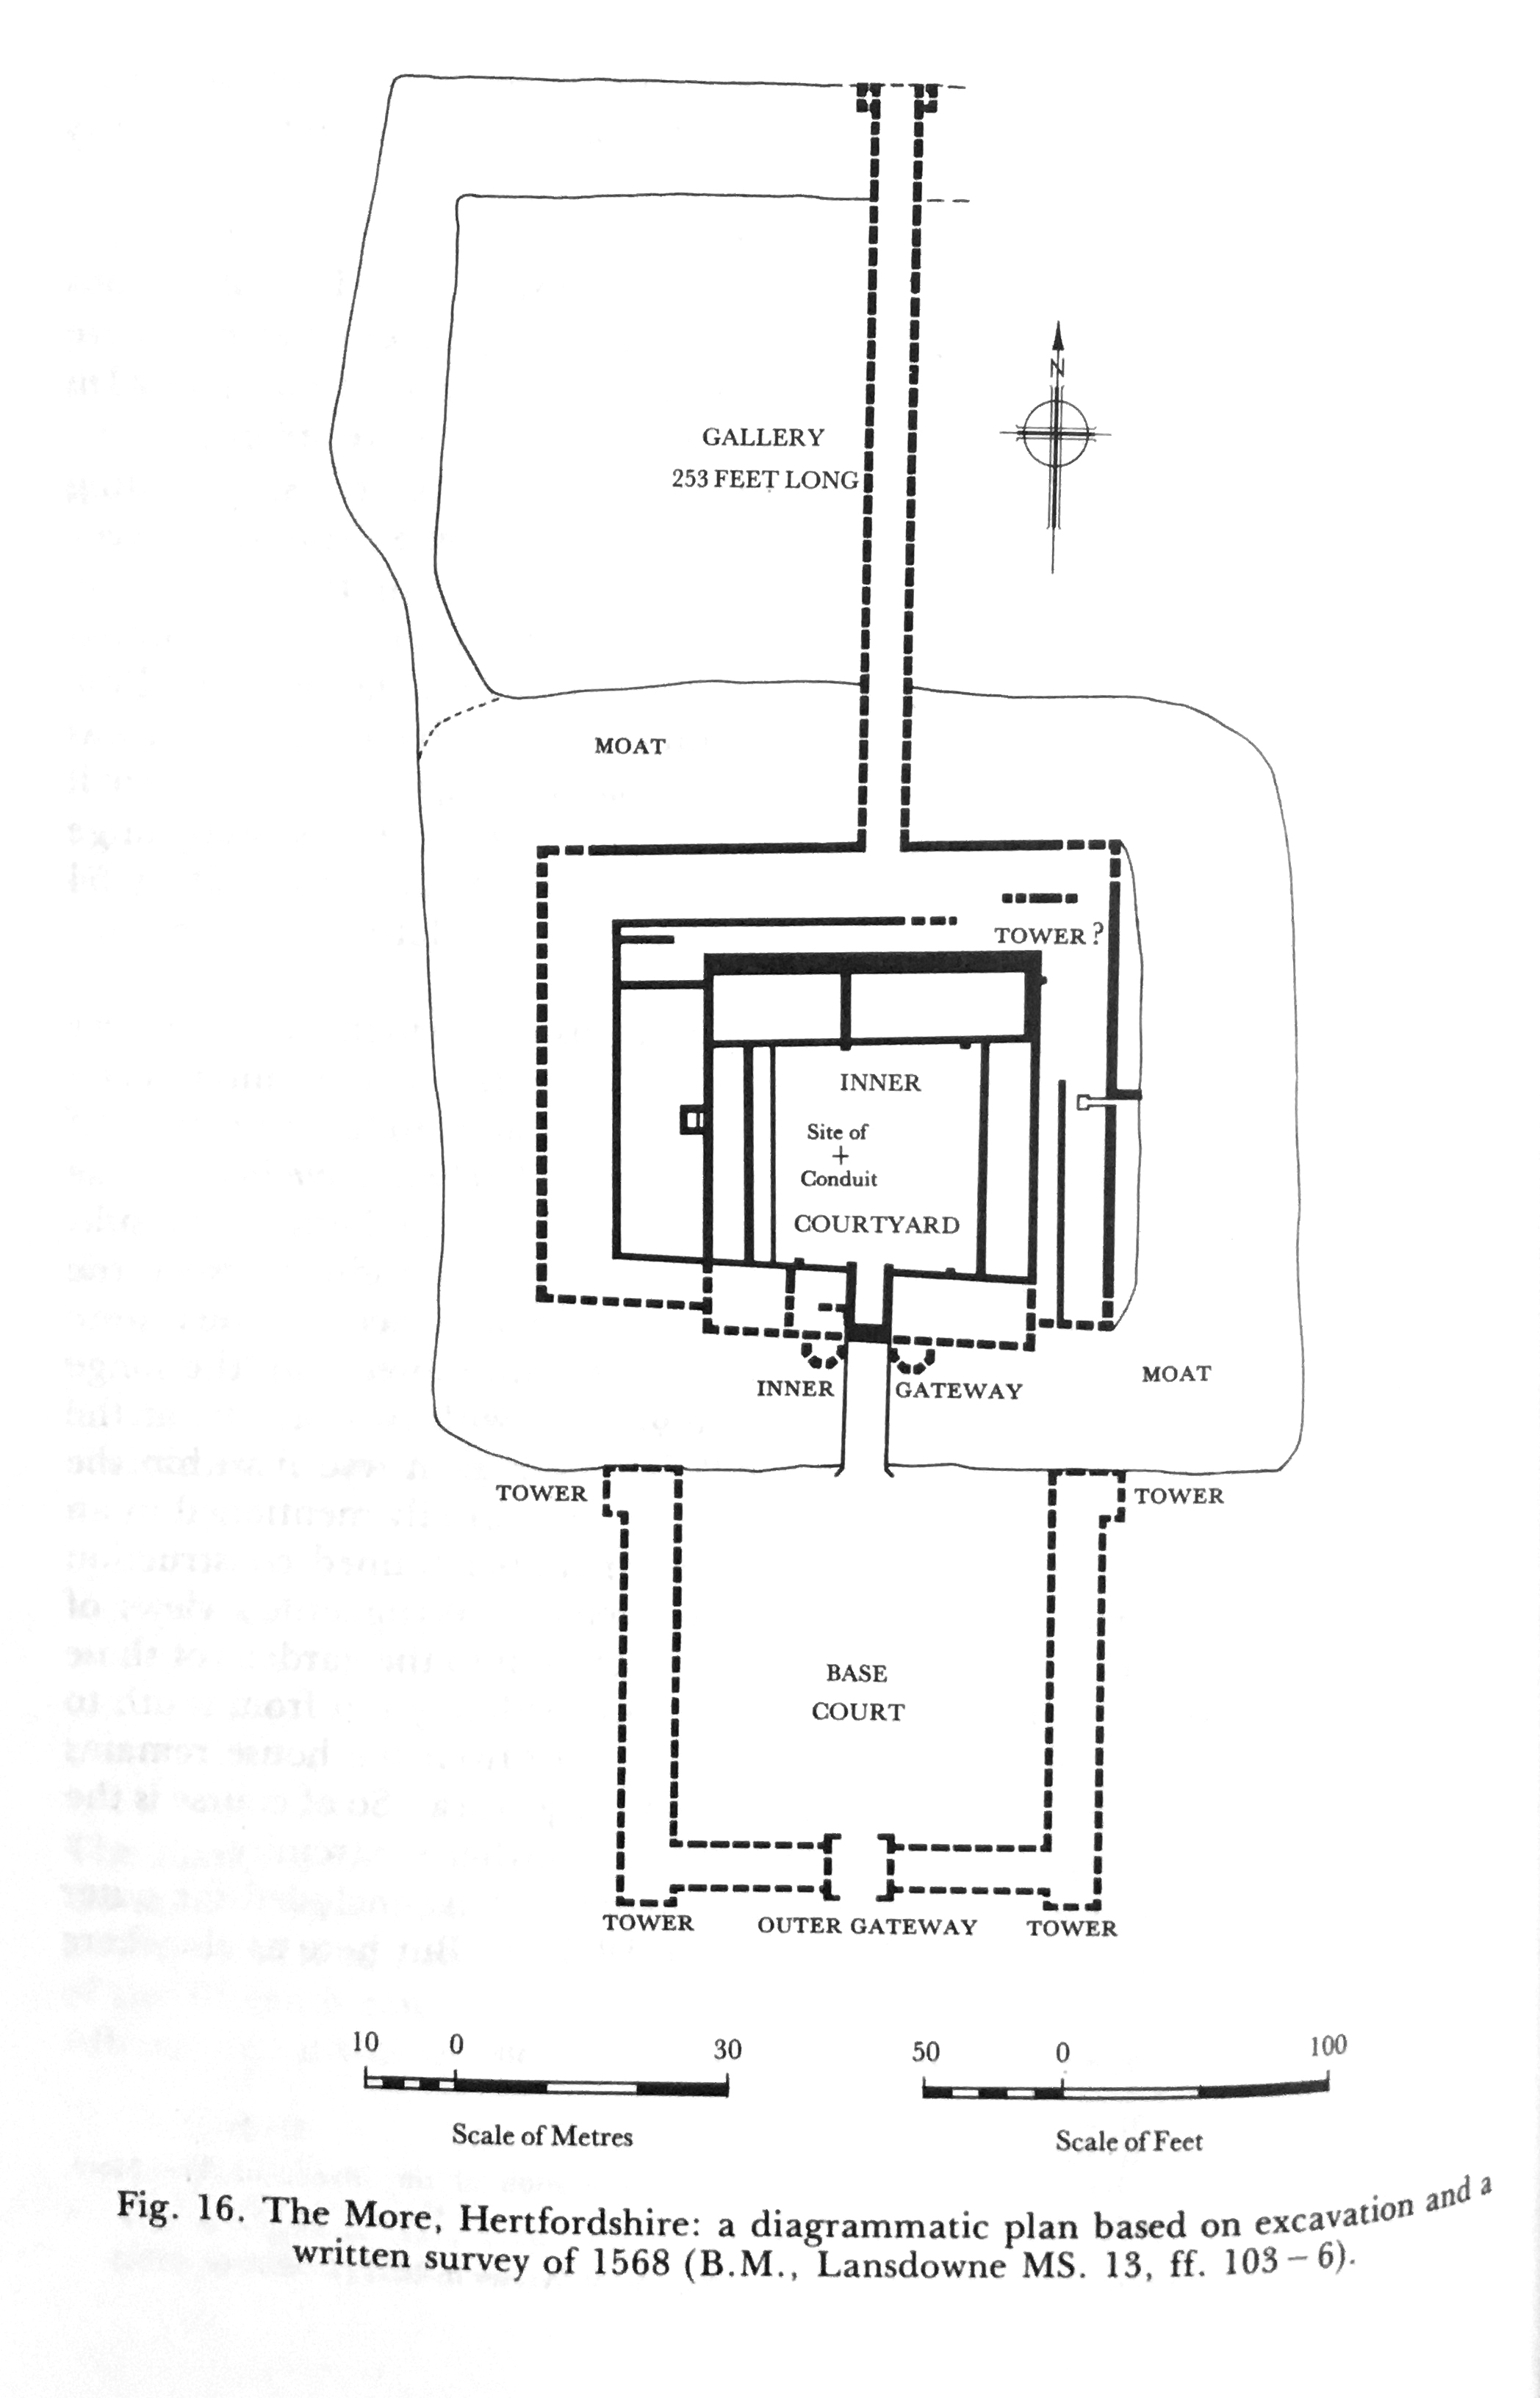 GALLERY
253 FEET LONG
N
MOAT
TOWER?
INNER
Site of
+
Conduit
COURTYARD
INNER GATEWAY
MOAT
TOWER
TOWER
BASE
COURT
TOWER
OUTER GATEWAY
TOWER
10 0 30
Scale of Metres
50 0 100
Scale of Feet
Fig. 16. The More, Hertfordshire: a diagrammatic plan based on excavation and a
written survey of 1568 (B.M., Lansdowne MS. 13, ff. 103–6).